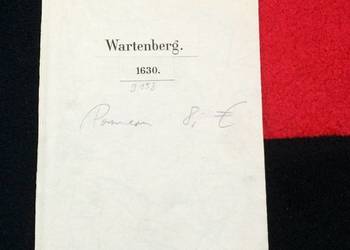 Wartenberg.
1630.
Pommern 8,- €